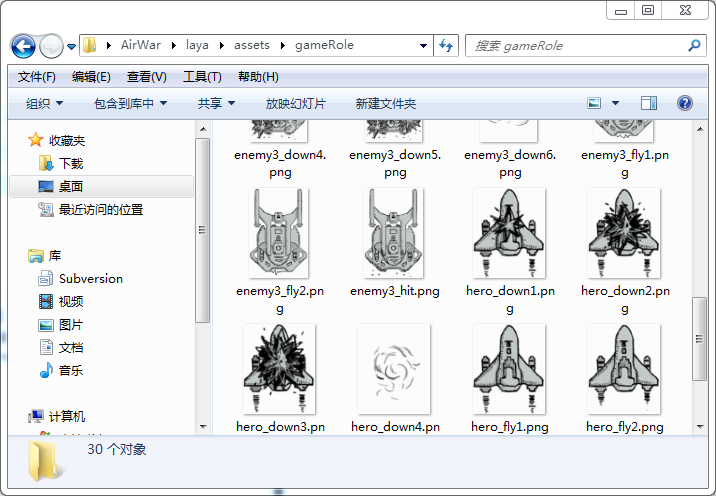 AirWar laya assets gameRole
搜索 gameRole
文件(F) 编辑(E) 查看(V) 工具(T) 帮助(H)
组织 包含到库中 共享 放映幻灯片 新建文件夹
收藏夹
下载
桌面
最近访问的位置
库
Subversion
视频
图片
文档
音乐
计算机
enemy3_down4.
png
enemy3_down5.
png
enemy3_down6.
png
enemy3_fly1.pn
g
enemy3_fly2.pn
g
enemy3_hit.png
hero_down1.pn
g
hero_down2.pn
g
hero_down3.pn
hero_down4.pn
hero_fly1.png
hero_fly2.png
30 个对象